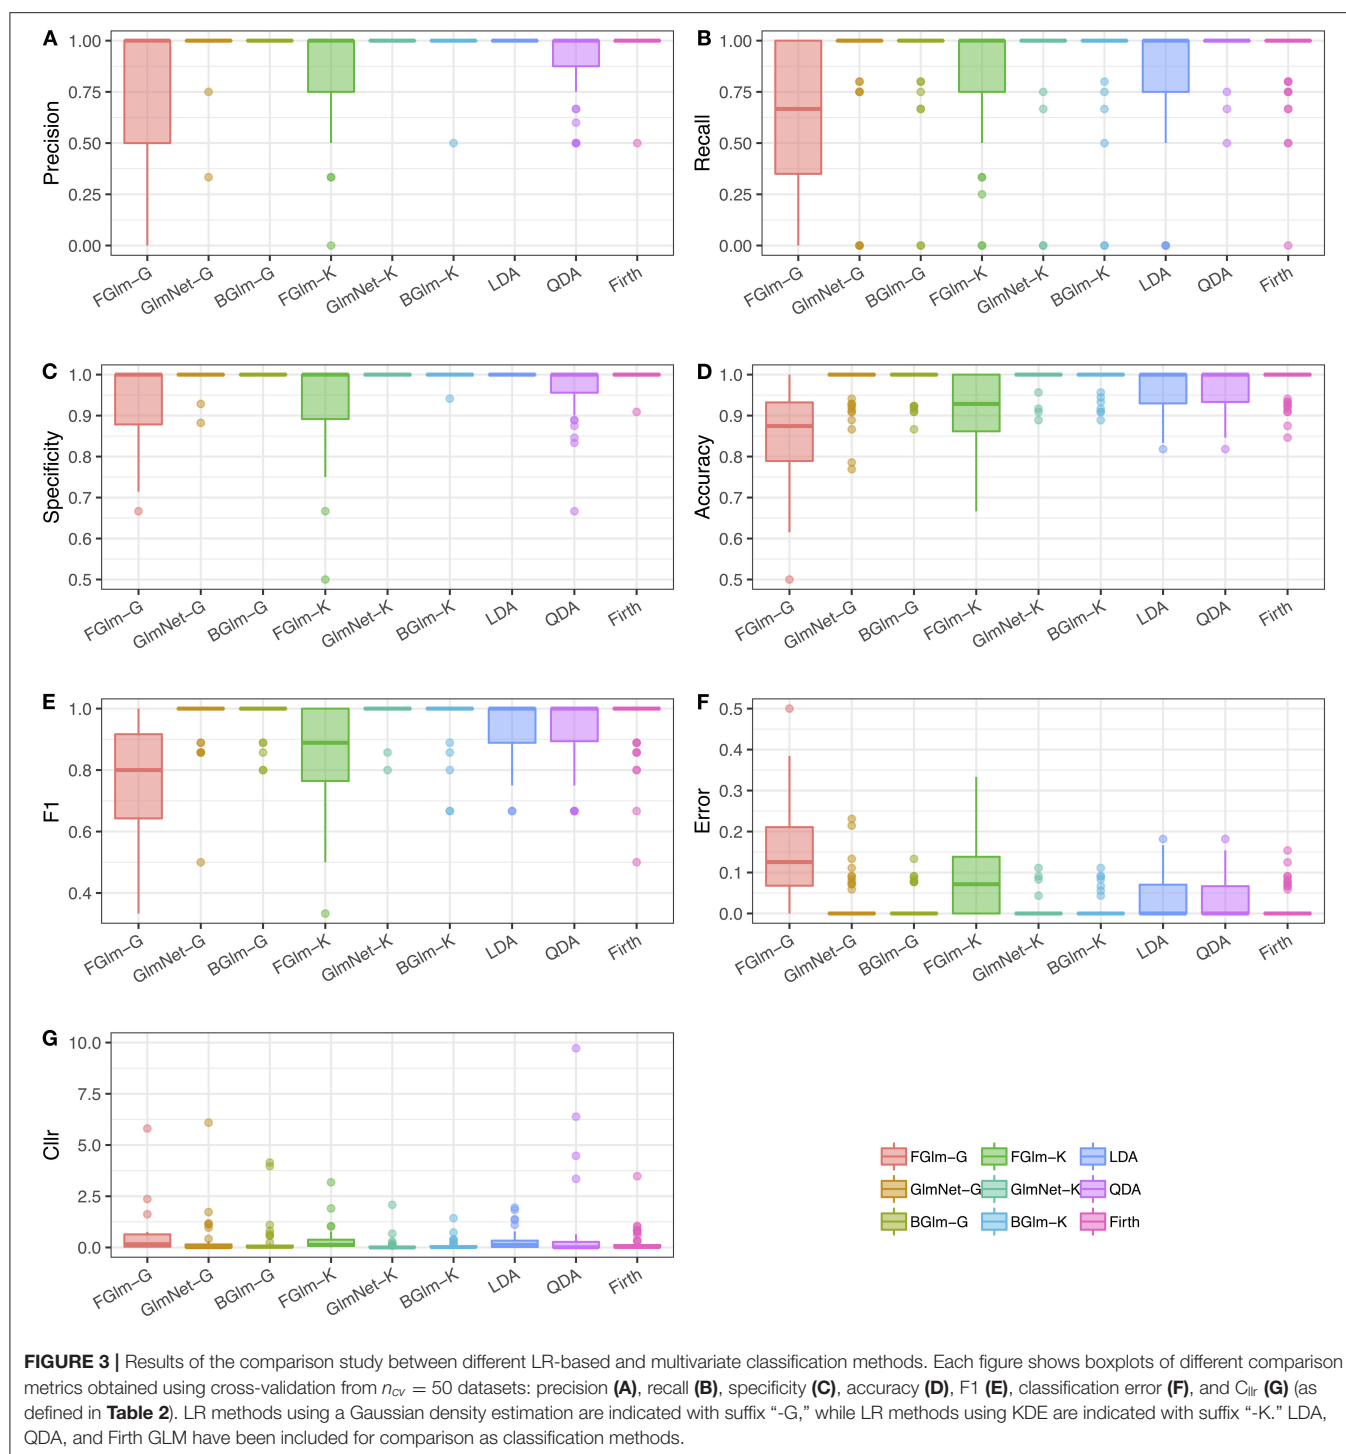 A
Precision
1.00
0.75
0.50
0.25
0.00
FGlm−G
GlmNet−G
BGlm−G
FGlm−K
GlmNet−K
BGlm−K
LDA
QDA
Firth
B
Recall
1.00
0.75
0.50
0.25
0.00
FGlm−G
GlmNet−G
BGlm−G
FGlm−K
GlmNet−K
BGlm−K
LDA
QDA
Firth
C
Specificity
1.0
0.9
0.8
0.7
0.6
0.5
FGlm−G
GlmNet−G
BGlm−G
FGlm−K
GlmNet−K
BGlm−K
LDA
QDA
Firth
D
Accuracy
1.0
0.9
0.8
0.7
0.6
0.5
FGlm−G
GlmNet−G
BGlm−G
FGlm−K
GlmNet−K
BGlm−K
LDA
QDA
Firth
E
F1
1.0
0.8
0.6
0.4
FGlm−G
GlmNet−G
BGlm−G
FGlm−K
GlmNet−K
BGlm−K
LDA
QDA
Firth
F
Error
0.5
0.4
0.3
0.2
0.1
0.0
FGlm−G
GlmNet−G
BGlm−G
FGlm−K
GlmNet−K
BGlm−K
LDA
QDA
Firth
G
Cllr
10.0
7.5
5.0
2.5
0.0
FGlm−G
GlmNet−G
BGlm−G
FGlm−K
GlmNet−K
BGlm−K
LDA
QDA
Firth
FGlm−G FGlm−K LDA
GlmNet−G GlmNet−K QDA
BGlm−G BGlm−K Firth
FIGURE 3 | Results of the comparison study between different LR-based and multivariate classification methods. Each figure shows boxplots of different comparison
metrics obtained using cross-validation from ncv = 50 datasets: precision (A), recall (B), specificity (C), accuracy (D), F1 (E), classification error (F), and Cllr (G) (as
defined in Table 2). LR methods using a Gaussian density estimation are indicated with suffix “-G,” while LR methods using KDE are indicated with suffix “-K.” LDA,
QDA, and Firth GLM have been included for comparison as classification methods.